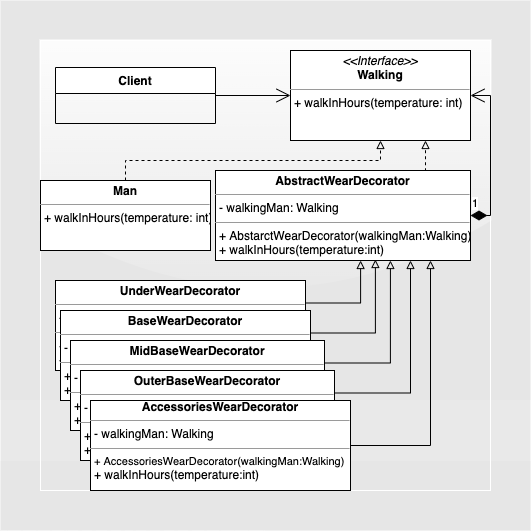 <<Interface>>
Walking
Client
+ walkInHours(temperature: int)
Man
+ walkInHours(temperature: int)
AbstractWearDecorator
- walkingMan: Walking
+ AbstarctWearDecorator(walkingMan:Walking)
+ walkInHours(temperature:int)
1
UnderWearDecorator
BaseWearDecorator
-
+
MidBaseWearDecorator
-
+
OuterBaseWearDecorator
-
+
+
AccessoriesWearDecorator
- walkingMan: Walking
+ AccessoriesWearDecorator(walkingMan:Walking)
+ walkInHours(temperature:int)